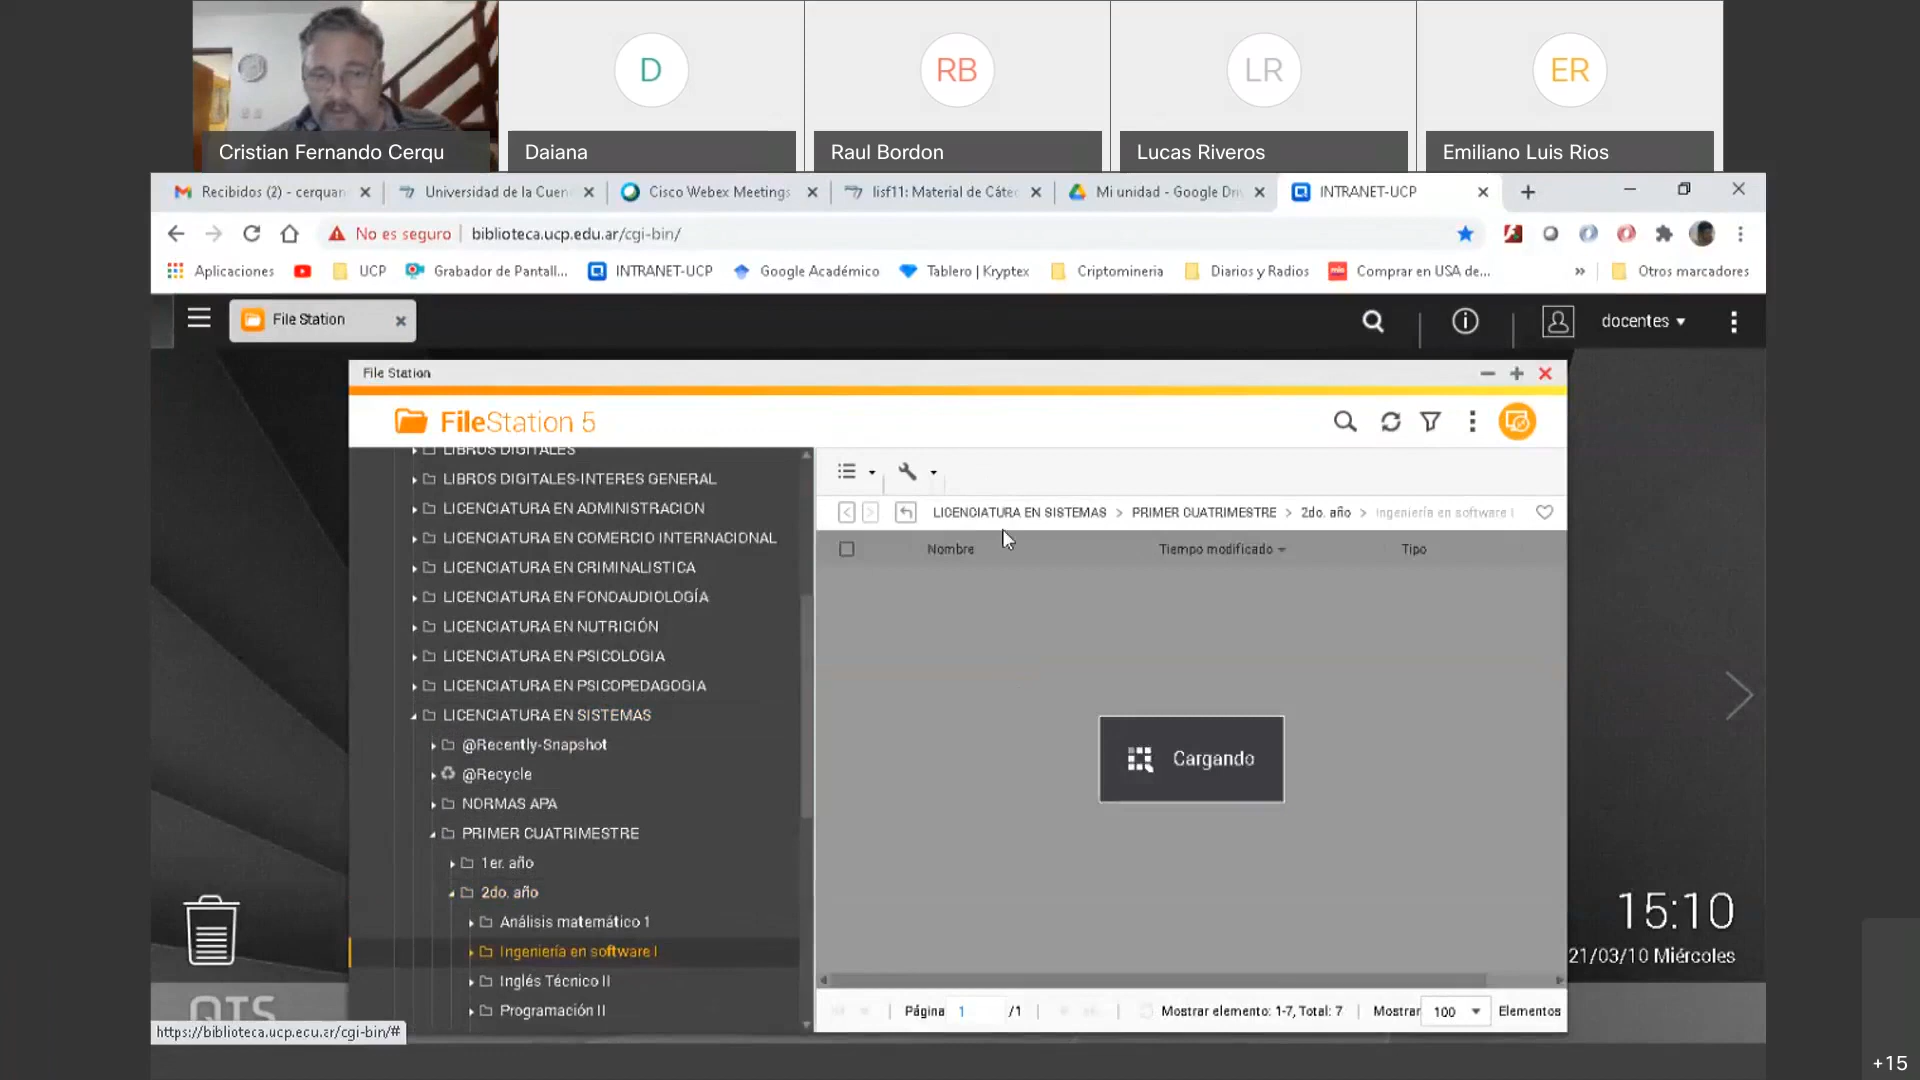 D
RB
LR
ER
Cristian Fernando Cerqu
Daiana
Raul Bordon
Lucas Riveros
Emiliano Luis Rios
Recibidos (2) - cerquan
Universidad de la Cuen
Cisco Webex Meetings
lisf11: Material de Cátec
Mi unidad - Google Driv
INTRANET-UCP
No es seguro
biblioteca.ucp.edu.ar/cgi-bin/
Aplicaciones
UCP
Grabador de Pantall...
INTRANET-UCP
Google Académico
Tablero | Kryptex
Criptomineria
Diarios y Radios
Comprar en USA de...
»
Otros marcadores
File Station
docentes
File Station
FileStation 5
LIBROS DIGITALES
LIBROS DIGITALES-INTERES GENERAL
LICENCIATURA EN ADMINISTRACION
LICENCIATURA EN COMERCIO INTERNACIONAL
LICENCIATURA EN CRIMINALISTICA
LICENCIATURA EN FONDAUDIOLOGÍA
LICENCIATURA EN NUTRICIÓN
LICENCIATURA EN PSICOLOGIA
LICENCIATURA EN PSICOPEDAGOGIA
LICENCIATURA EN SISTEMAS
@Recently-Snapshot
@Recycle
NORMAS APA
PRIMER CUATRIMESTRE
1er. año
2do. año
Análisis matemático 1
Ingeniería en software I
Inglés Técnico II
Programación II
LICENCIATURA EN SISTEMAS > PRIMER CUATRIMESTRE > 2do. año > Ingeniería en software I
Nombre
Tiempo modificado
Tipo
Cargando
Página 1 /1
Mostrar elemento: 1-7, Total: 7
Mostrar 100 Elementos
15:10
21/03/10 Miércoles
QTS
https://biblioteca.ucp.edu.ar/cgi-bin/#
+15